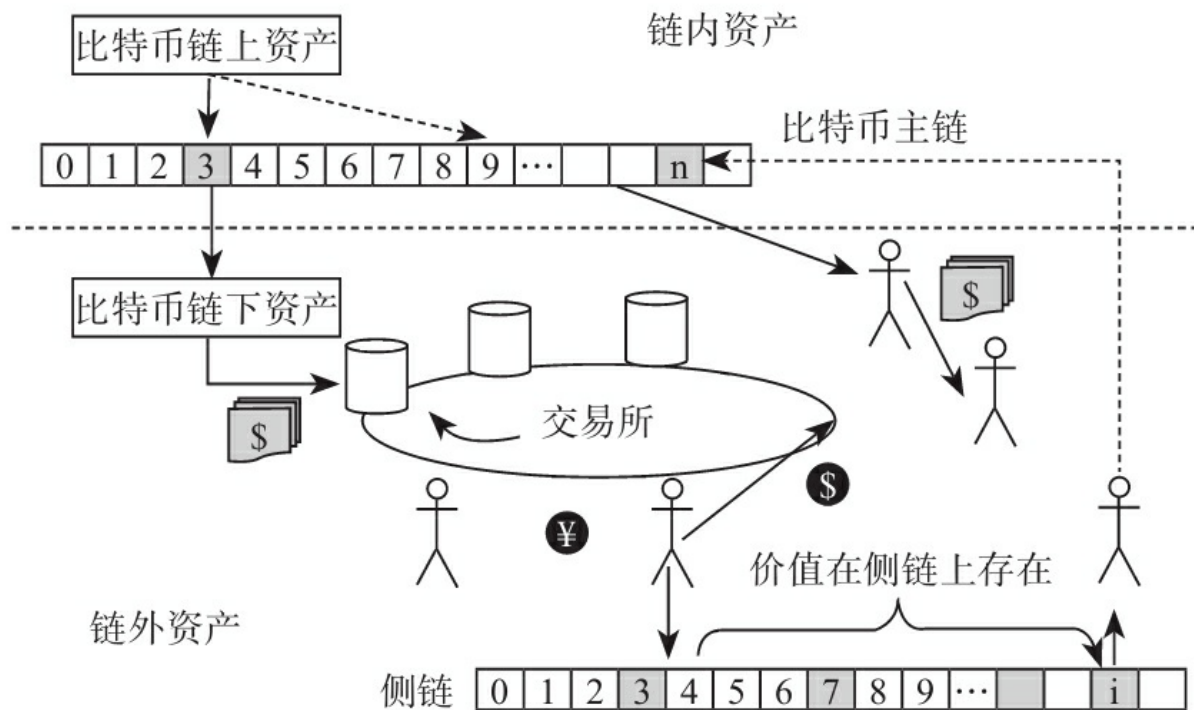 比特币链上资产
链内资产
比特币主链
0 1 2 3 4 5 6 7 8 9 ··· n
比特币链下资产
$
$
交易所
$
¥
价值在侧链上存在
链外资产
侧链 0 1 2 3 4 5 6 7 8 9 ··· i